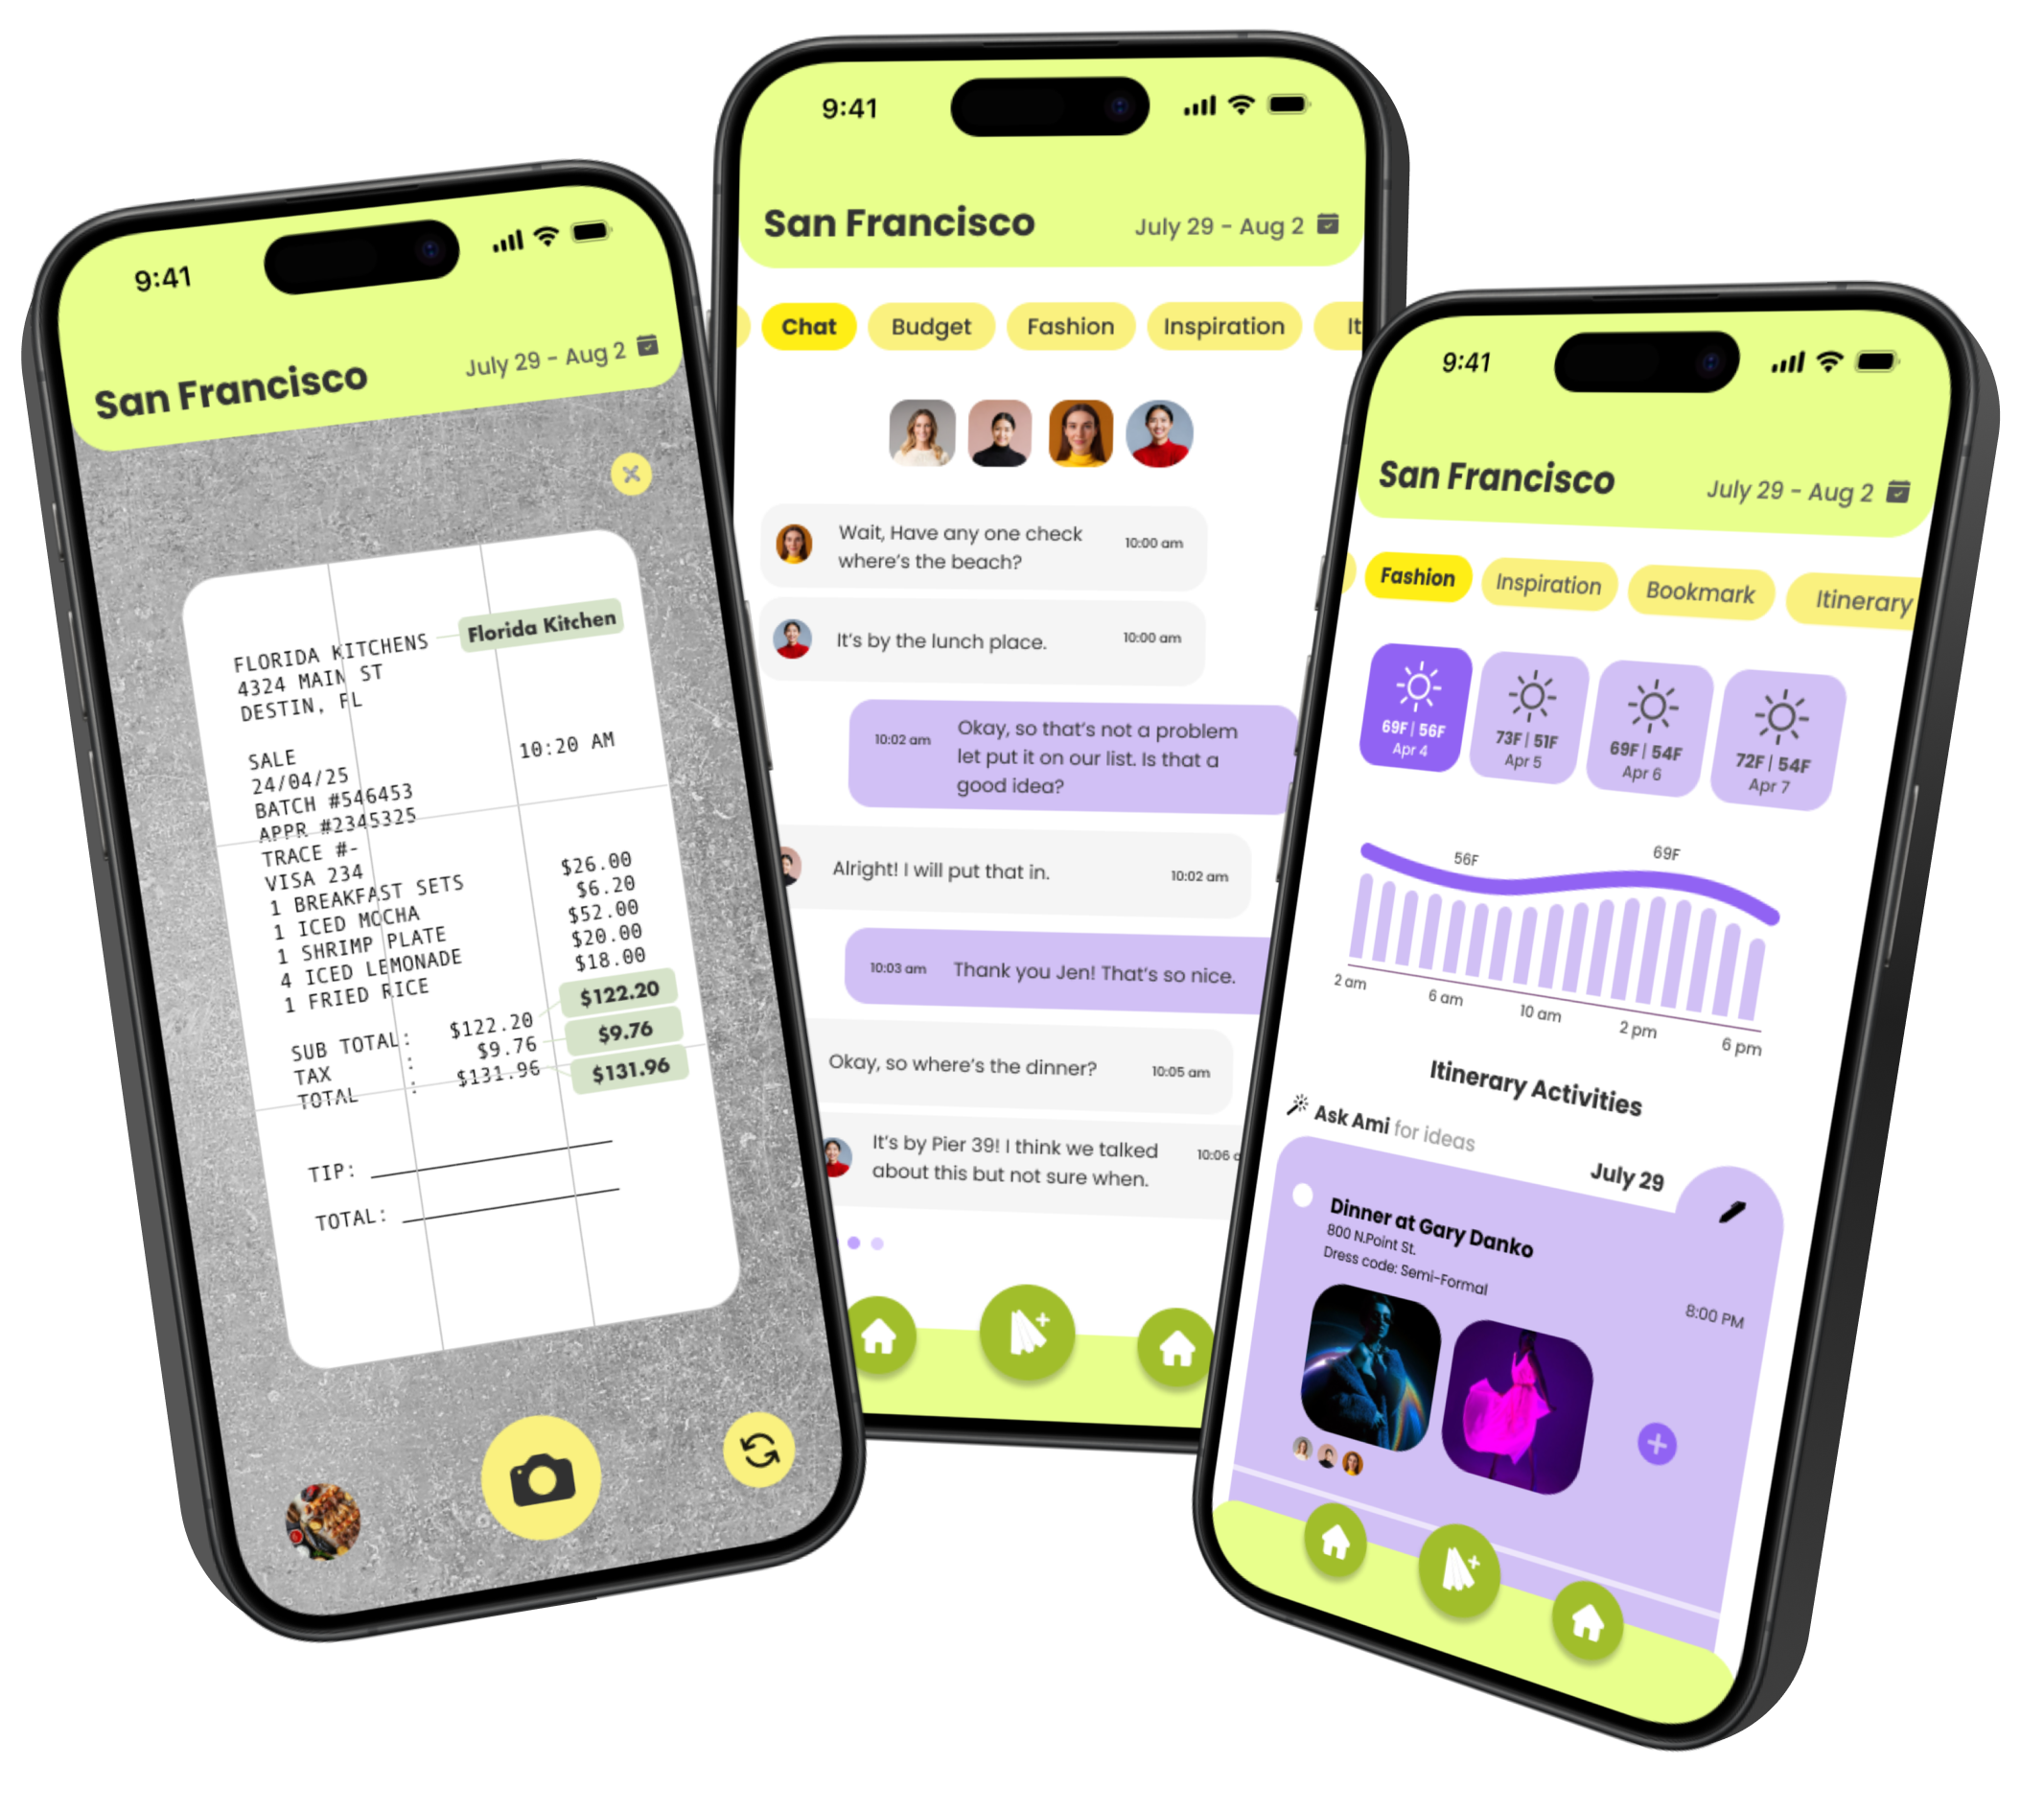 9:41
San Francisco
July 29 - Aug 2
FLORIDA KITCHENS
Florida Kitchen
4324 MAIN ST
DESTIN, FL
SALE
10:20 AM
24/04/25
BATCH #546453
APPR #2345325
TRACE #-
VISA 234
1 BREAKFAST SETS $26.00
1 ICED MOCHA $6.20
1 SHRIMP PLATE $52.00
4 ICED LEMONADE $20.00
1 FRIED RICE $18.00
SUB TOTAL: $122.20 $122.20
TAX : $9.76 $9.76
TOTAL : $131.96 $131.96
TIP:
TOTAL:
9:41
San Francisco
July 29 - Aug 2
Chat Budget Fashion Inspiration It
Wait, Have any one check
where's the beach?
10:00 am
It's by the lunch place.
10:00 am
10:02 am
Okay, so that's not a problem
let put it on our list. Is that a
good idea?
Alright! I will put that in.
10:02 am
10:03 am
Thank you Jen! That's so nice.
Okay, so where's the dinner?
10:05 am
It's by Pier 39! I think we talked
about this but not sure when.
10:06
9:41
San Francisco
July 29 - Aug 2
Fashion Inspiration Bookmark Itinerary
69F | 56F
Apr 4
73F | 51F
Apr 5
69F | 54F
Apr 6
72F | 54F
Apr 7
56F
69F
2 am 6 am 10 am 2 pm 6 pm
Itinerary Activities
Ask Ami for ideas
July 29
Dinner at Gary Danko
800 N.Point St.
Dress code: Semi-Formal
8:00 PM